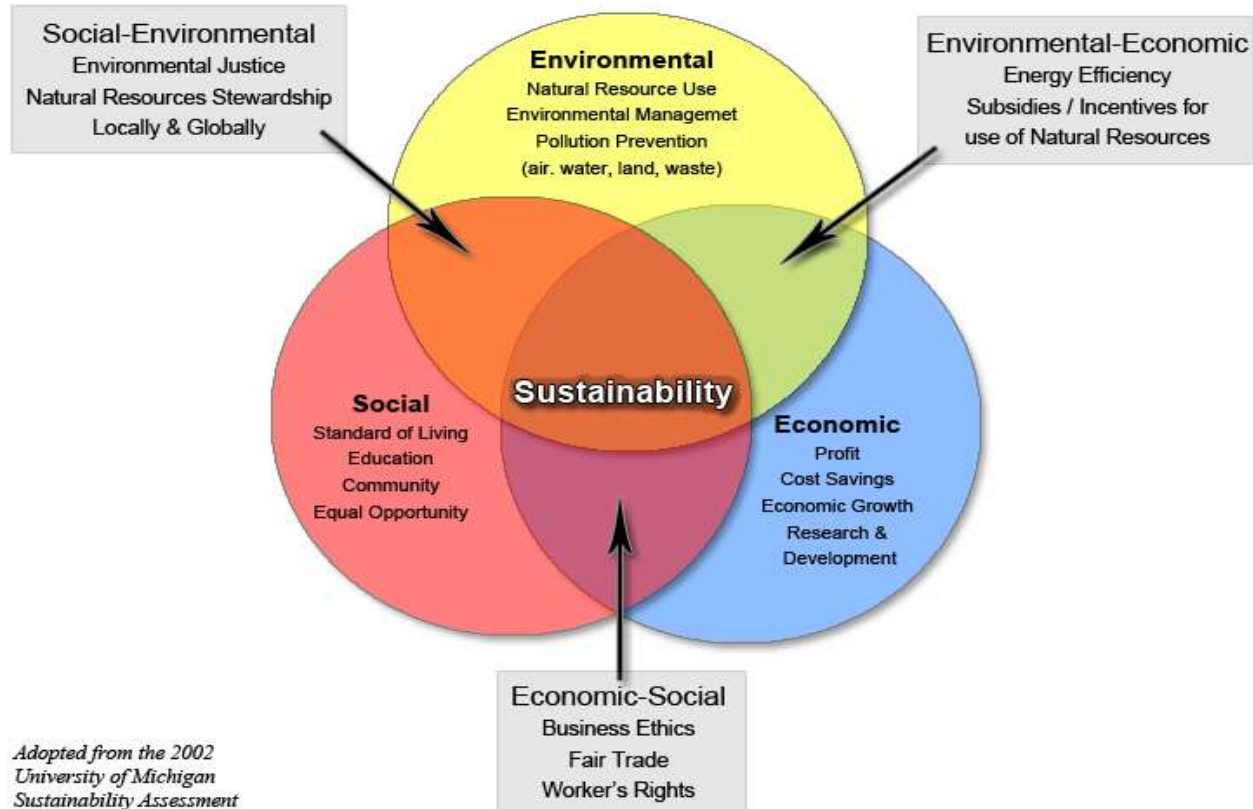 Social-Environmental
Environmental Justice
Natural Resources Stewardship
Locally & Globally
Environmental
Natural Resource Use
Environmental Managemet
Pollution Prevention
(air. water, land, waste)
Environmental-Economic
Energy Efficiency
Subsidies / Incentives for
use of Natural Resources
Social
Standard of Living
Education
Community
Equal Opportunity
Sustainability
Economic
Profit
Cost Savings
Economic Growth
Research &
Development
Economic-Social
Business Ethics
Fair Trade
Worker's Rights
Adopted from the 2002
University of Michigan
Sustainability Assessment